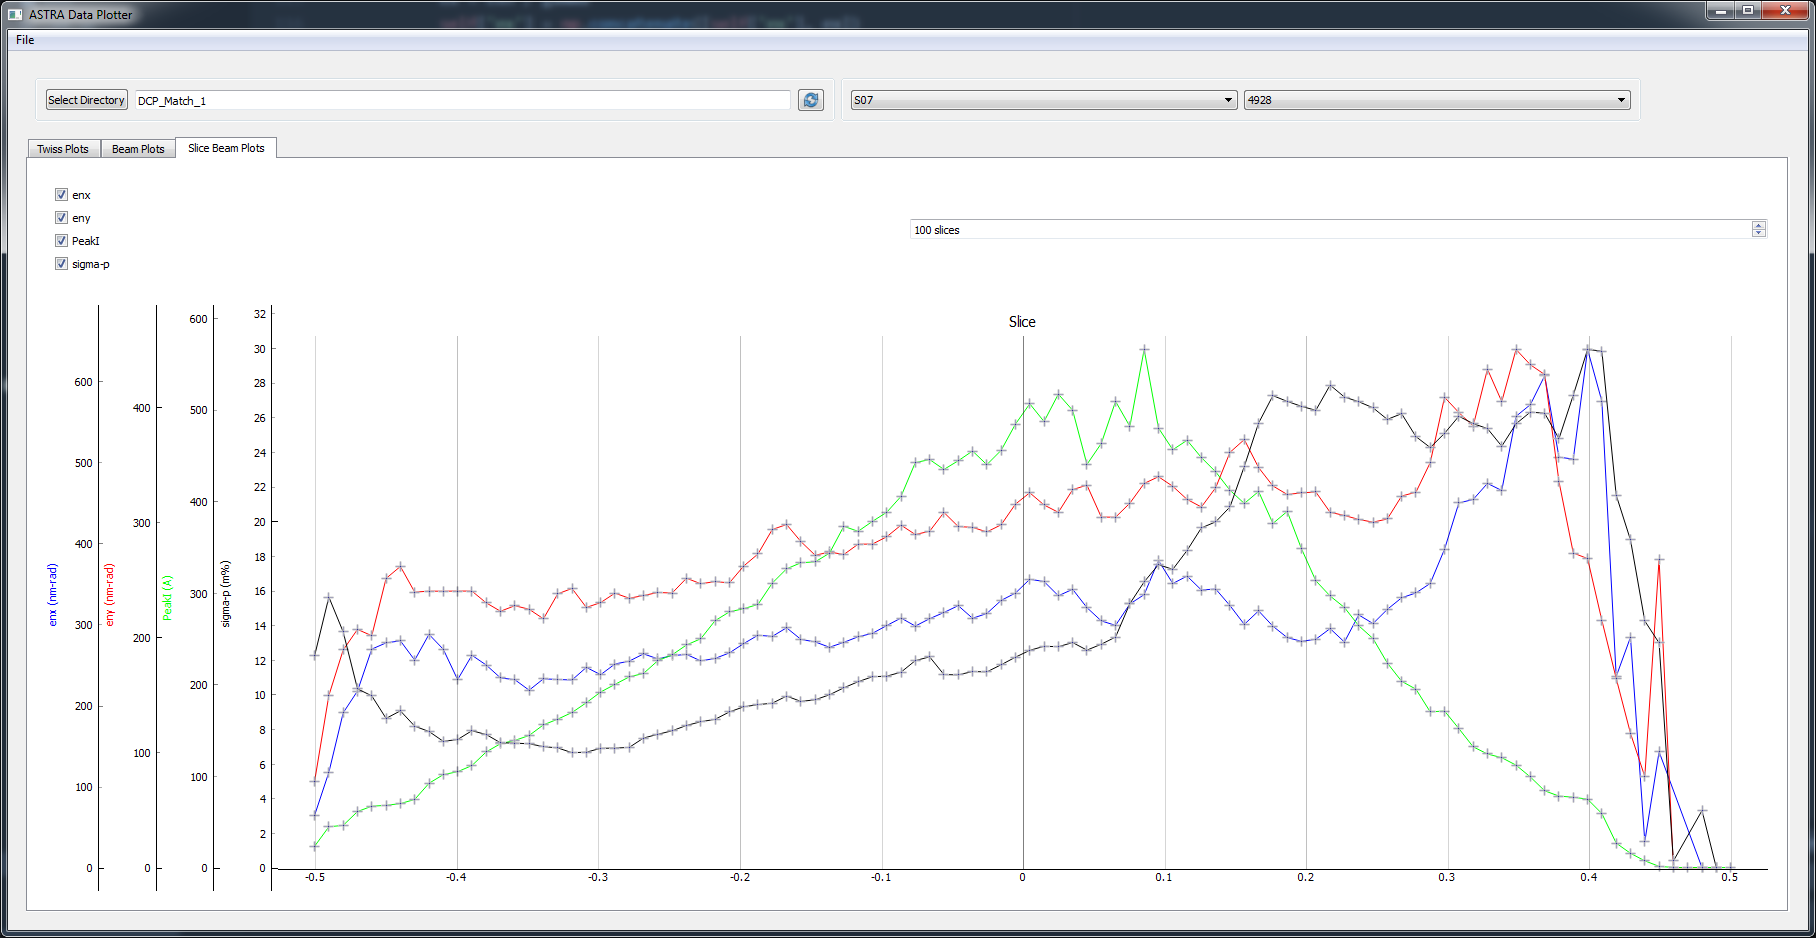 ASTRA Data Plotter
File
Select Directory DCP_Match_1 S07 4928
Twiss Plots Beam Plots Slice Beam Plots
enx
eny
PeakI
sigma-p
100 slices
Slice
enx (nm-rad)
600
500
400
300
200
100
0
eny (nm-rad)
400
300
200
100
0
PeakI (A)
600
500
400
300
200
100
0
sigma-p (m%)
32
30
28
26
24
22
20
18
16
14
12
10
8
6
4
2
0
-0.5 -0.4 -0.3 -0.2 -0.1 0 0.1 0.2 0.3 0.4 0.5